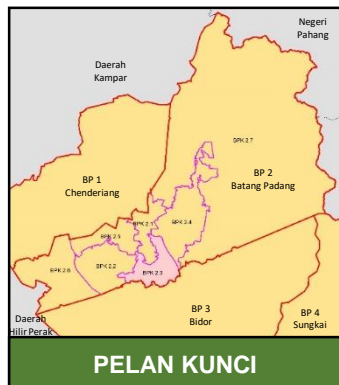 Negeri
Pahang
Daerah
Kampar
BPK 2.7
BP 1
Chenderiang
BP 2
Batang Padang
BPK 2.1
BPK 2.4
BPK 2.5
BPK 2.6
BPK 2.2
BPK 2.3
BP 3
Bidor
BP 4
Sungkai
Daerah
Hilir Perak
PELAN KUNCI